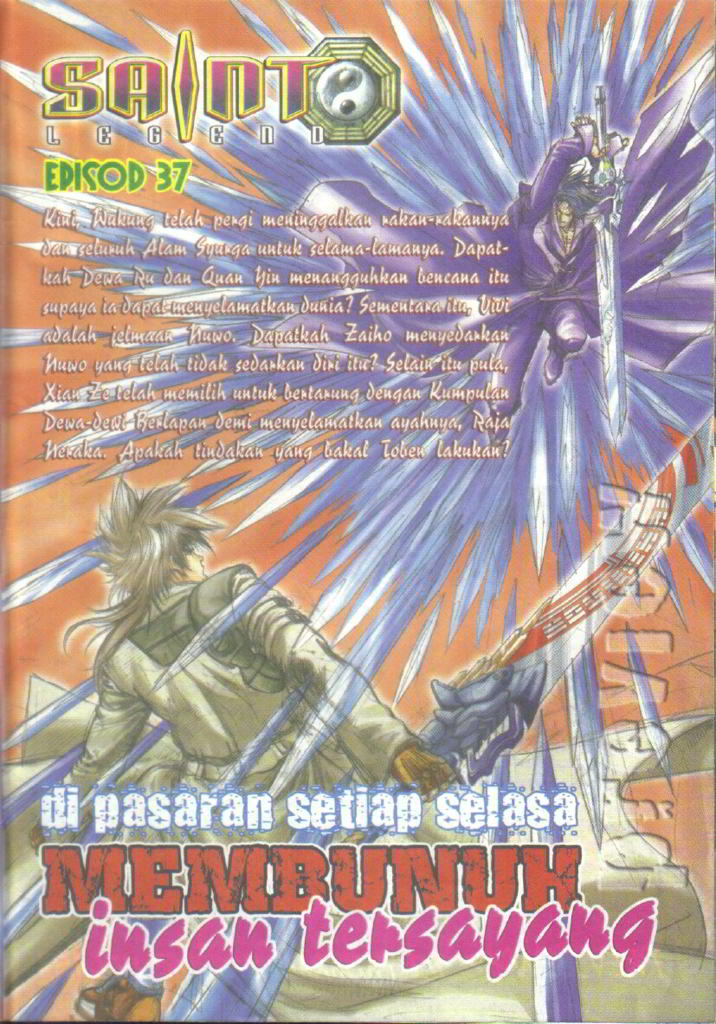 SAINT
LEGEND
EPISOD 37
Kini, Wukung telah pergi meninggalkan rakan-rakannya
dan seluruh Alam Syurga untuk selama-lamanya. Dapat-
kah Dewa Ru dan Quan Yin menangguhkan bencana itu
supaya ia dapat menyelamatkan dunia? Sementara itu, Vivi
adalah jelmaan Nuwo. Dapatkah Zaiho menyedarkan
Nuwo yang telah tidak sedarkan diri itu? Selain itu pula,
Xian Ze telah memilih untuk bertarung dengan Kumpulan
Dewa-dewi Berlapan demi menyelamatkan ayahnya, Raja
Neraka. Apakah tindakan yang bakal Toben lakukan?
PREVIEW
di pasaran setiap selasa
MEMBUNUH
insan tersayang